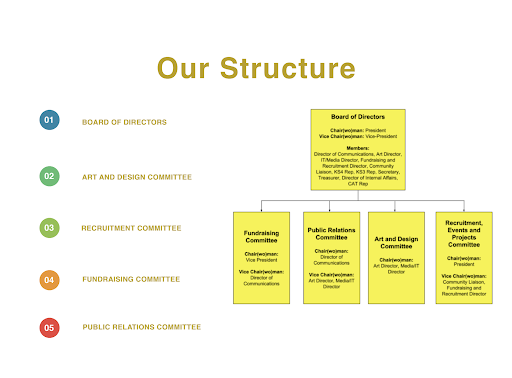 Our Structure
01
BOARD OF DIRECTORS
02
ART AND DESIGN COMMITTEE
03
RECRUITMENT COMMITTEE
04
FUNDRAISING COMMITTEE
05
PUBLIC RELATIONS COMMITTEE
Board of Directors
Chair(wo)man: President
Vice Chair(wo)man: Vice-President
Members:
Director of Communications, Art Director,
IT/Media Director, Fundraising and
Recruitment Director, Community
Liaison, KS4 Rep, KS3 Rep, Secretary,
Treasurer, Director of Internal Affairs,
CAT Rep
Fundraising
Committee
Chair(wo)man:
Vice President
Vice Chair(wo)man:
Director of
Communications
Public Relations
Committee
Chair(wo)man:
Director of
Communications
Vice Chair(wo)man:
Art Director, Media/IT
Director
Art and Design
Committee
Chair(wo)man:
Art Director, Media/IT
Director
Recruitment,
Events and
Projects
Committee
Chair(wo)man:
President
Vice Chair(wo)man:
Community Liaison,
Fundraising and
Recruitment Director